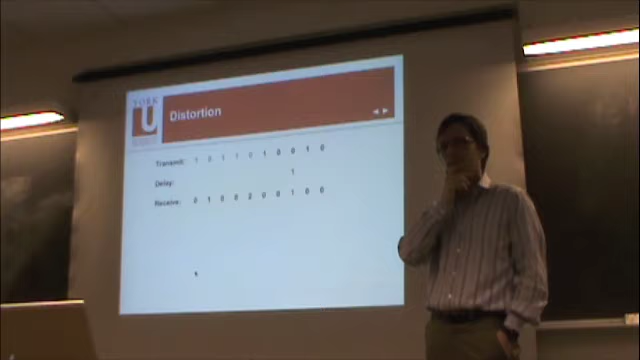 YORK
U
Distortion
Transmit: 1 0 1 1 0 1 0 0 1 0
Delay: 1
Receive: 0 1 0 0 2 0 0 1 0 0